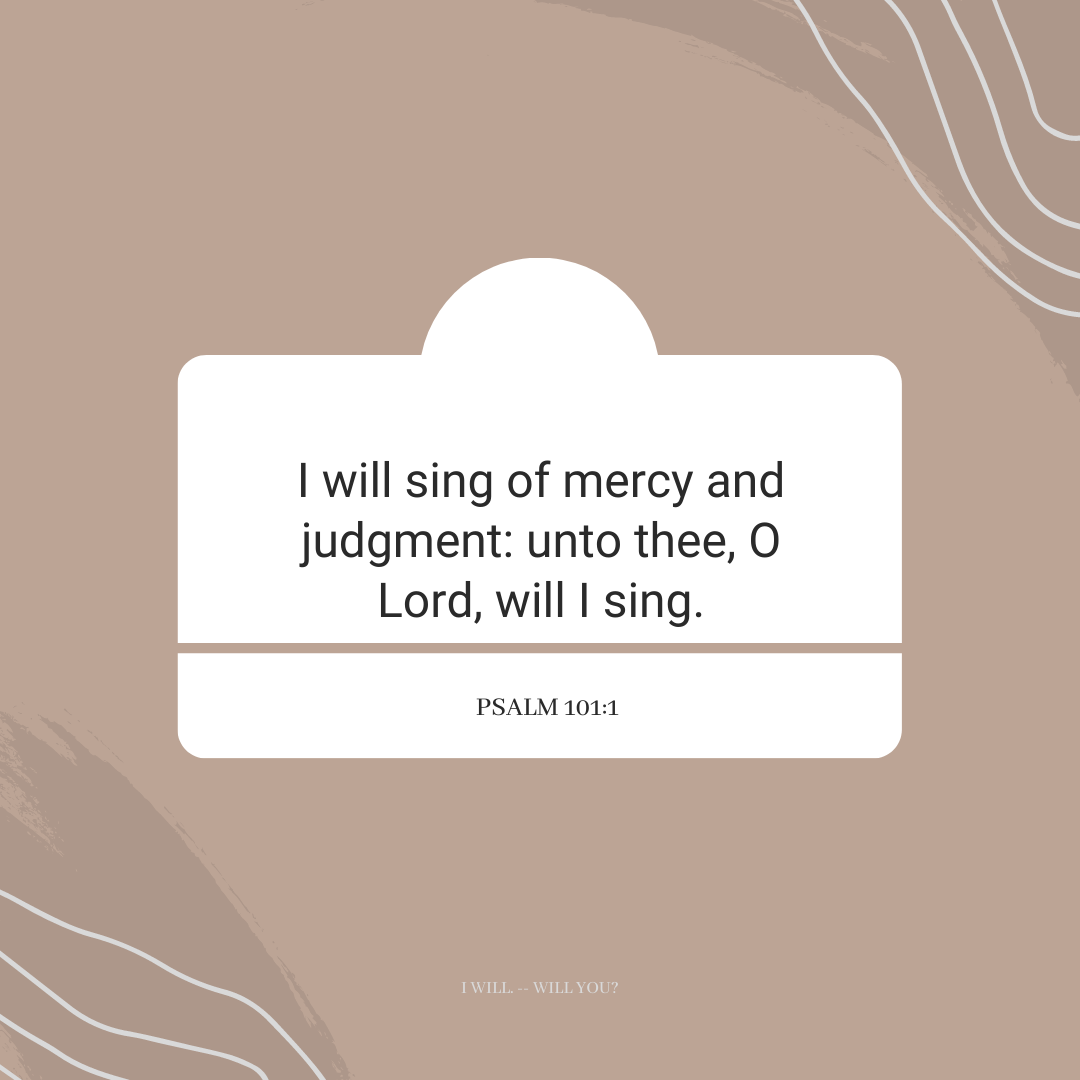 I will sing of mercy and
judgment: unto thee, O
Lord, will I sing.
PSALM 101:1
I WILL. -- WILL YOU?